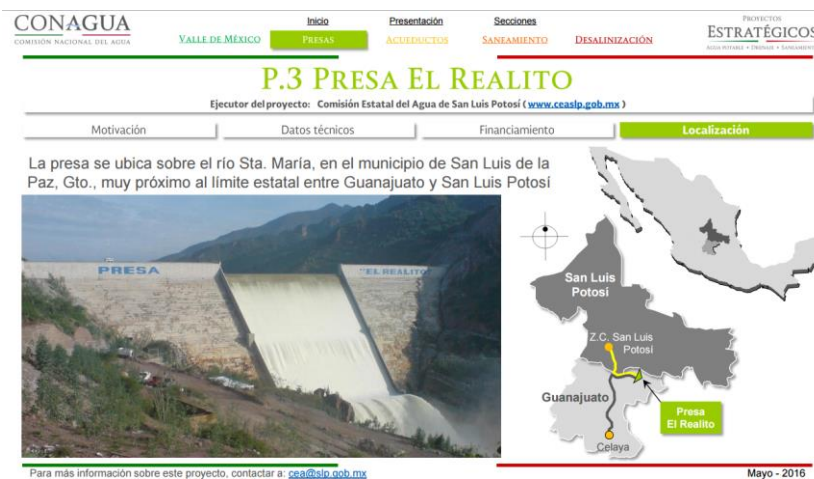 CONAGUA
COMISIÓN NACIONAL DEL AGUA
Inicio Presentación Secciones
VALLE DE MÉXICO PRESAS ACUEDUCTOS SANEAMIENTO DESALINIZACIÓN
PROYECTOS
ESTRATÉGICOS
AGUA POTABLE • DRENAJE • SANEAMIENTO
P.3 PRESA EL REALITO
Ejecutor del proyecto: Comisión Estatal del Agua de San Luis Potosí ( www.ceaslp.gob.mx )
Motivación Datos técnicos Financiamiento Localización
La presa se ubica sobre el río Sta. María, en el municipio de San Luis de la
Paz, Gto., muy próximo al límite estatal entre Guanajuato y San Luis Potosí
PRESA "EL REALITO"
San Luis
Potosí
Z.C. San Luis
Potosí
Guanajuato
Presa
El Realito
Celaya
Para más información sobre este proyecto, contactar a: cea@slp.gob.mx
Mayo - 2016